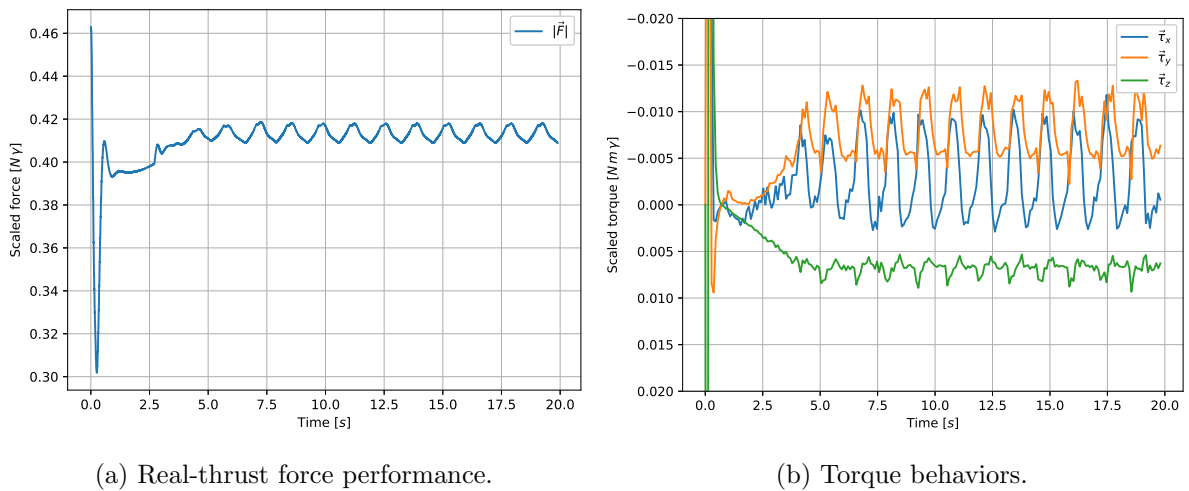 0.46
0.44
0.42
0.40
0.38
0.36
0.34
0.32
0.30
Scaled force [N γ]
0.0 2.5 5.0 7.5 10.0 12.5 15.0 17.5 20.0
Time [s]
|F⃗|
(a) Real-thrust force performance.
−0.020
−0.015
−0.010
−0.005
0.000
0.005
0.010
0.015
0.020
Scaled torque [N m γ]
0.0 2.5 5.0 7.5 10.0 12.5 15.0 17.5 20.0
Time [s]
τ⃗x
τ⃗y
τ⃗z
(b) Torque behaviors.